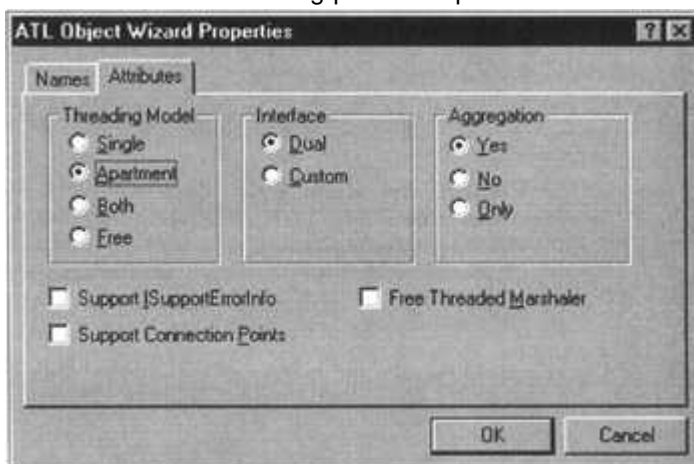 ATL Object Wizard Properties
Names Attributes
Threading Model Interface Aggregation
Single Dual Yes
Apartment Custom No
Both Only
Free
Support ISupportErrorInfo Free Threaded Marshaler
Support Connection Points
OK Cancel